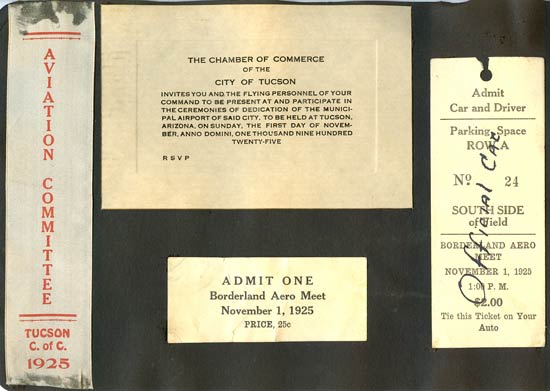 AVIATION COMMITTEE
TUCSON
C. of C.
1925
THE CHAMBER OF COMMERCE
OF THE
CITY OF TUCSON
INVITES YOU AND THE FLYING PERSONNEL OF YOUR
COMMAND TO BE PRESENT AT AND PARTICIPATE IN
THE CEREMONIES OF DEDICATION OF THE MUNICI-
PAL AIRPORT OF SAID CITY, TO BE HELD AT TUCSON,
ARIZONA, ON SUNDAY, THE FIRST DAY OF NOVEM-
BER, ANNO DOMINI, ONE THOUSAND NINE HUNDRED
TWENTY-FIVE
RSVP
ADMIT ONE
Borderland Aero Meet
November 1, 1925
PRICE, 25c
Admit
Car and Driver
Parking Space
ROW A
No. 24
SOUTH SIDE
of Field
BORDERLAND AERO
MEET
NOVEMBER 1, 1925
1:00 P. M.
$2.00
Tie this Ticket on Your
Auto
Official Car